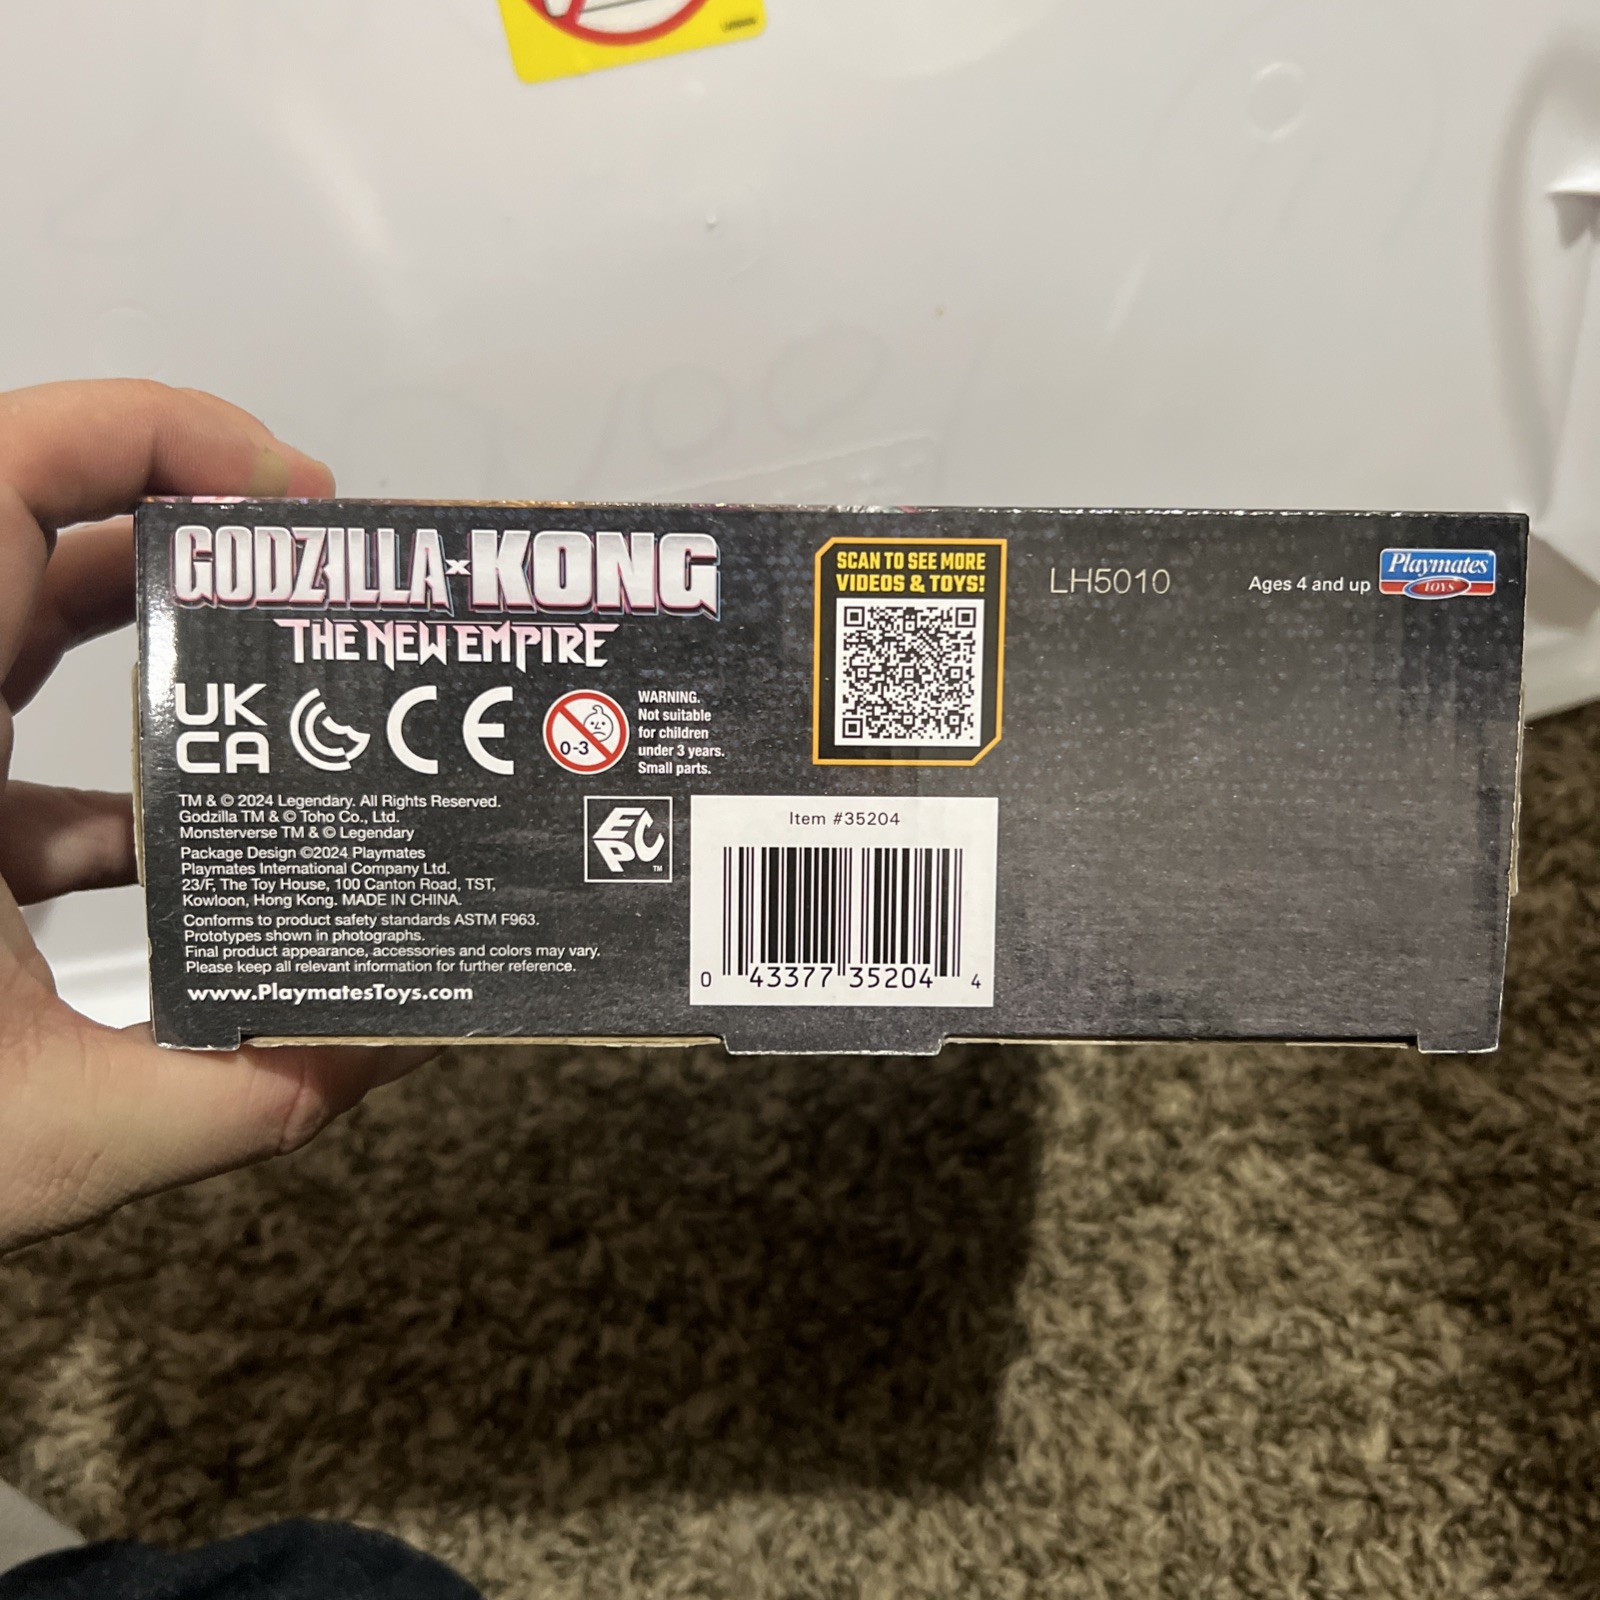 GODZILLA x KONG
THE NEW EMPIRE
UK
CA
CE
0-3
WARNING.
Not suitable
for children
under 3 years.
Small parts.
SCAN TO SEE MORE
VIDEOS & TOYS!
LH5010
Ages 4 and up
Playmates
TOYS
TM & © 2024 Legendary. All Rights Reserved.
Godzilla TM & © Toho Co., Ltd.
Monsterverse TM & © Legendary
Package Design ©2024 Playmates
Playmates International Company Ltd.
23/F, The Toy House, 100 Canton Road, TST,
Kowloon, Hong Kong. MADE IN CHINA.
Conforms to product safety standards ASTM F963.
Prototypes shown in photographs.
Final product appearance, accessories and colors may vary.
Please keep all relevant information for further reference.
www.PlaymatesToys.com
ECPC
TM
Item #35204
0 43377 35204 4